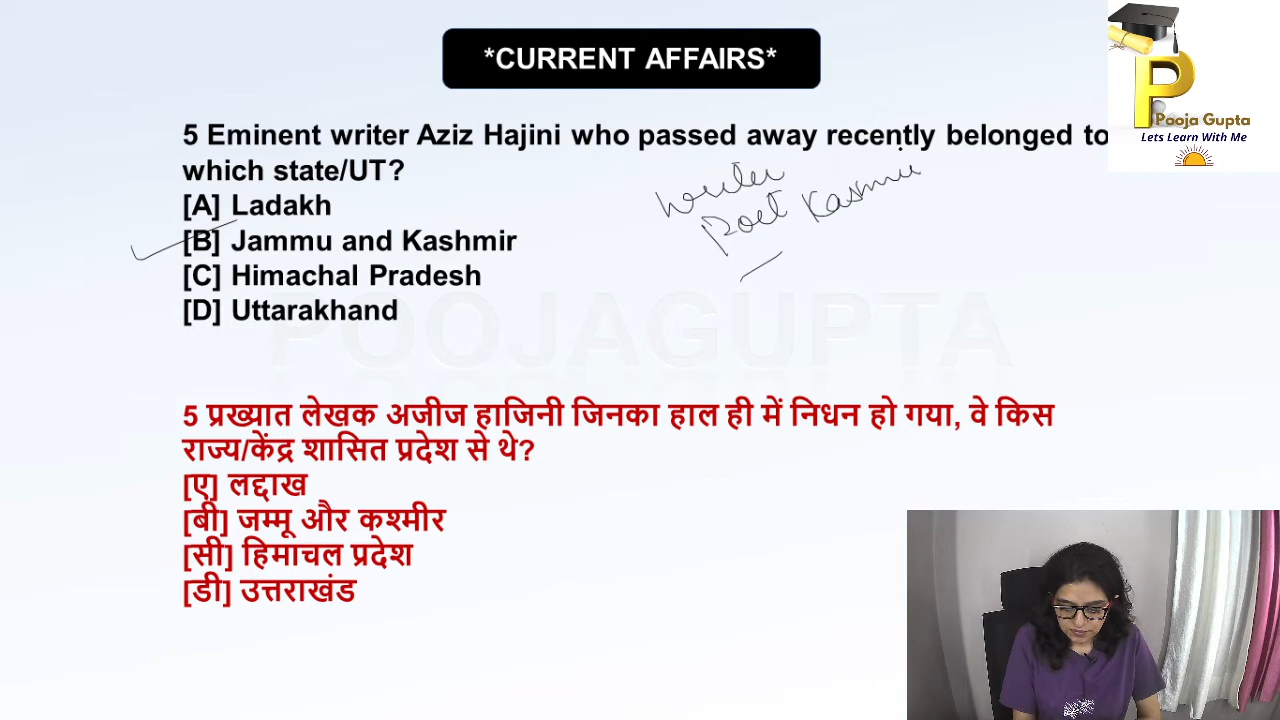 *CURRENT AFFAIRS*
Pooja Gupta
Lets Learn With Me
5 Eminent writer Aziz Hajini who passed away recently belonged to
which state/UT?
[A] Ladakh
[B] Jammu and Kashmir
[C] Himachal Pradesh
[D] Uttarakhand
writer
Poet Kashmir
POOJAGUPTA
5 प्रख्यात लेखक अजीज हाजिनी जिनका हाल ही में निधन हो गया, वे किस
राज्य/केंद्र शासित प्रदेश से थे?
[ए] लद्दाख
[बी] जम्मू और कश्मीर
[सी] हिमाचल प्रदेश
[डी] उत्तराखंड